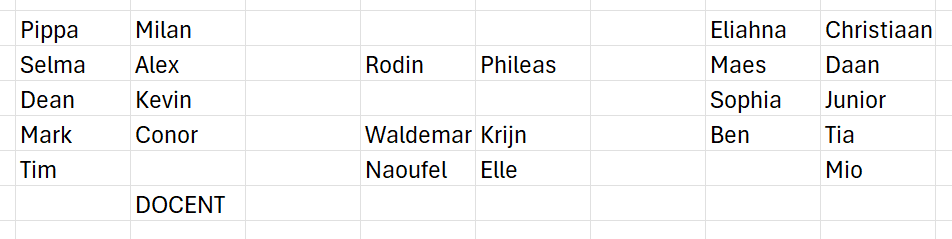 Pippa Milan Eliahna Christiaan
Selma Alex Rodin Phileas Maes Daan
Dean Kevin Sophia Junior
Mark Conor Waldemar Krijn Ben Tia
Tim Naoufel Elle Mio
DOCENT